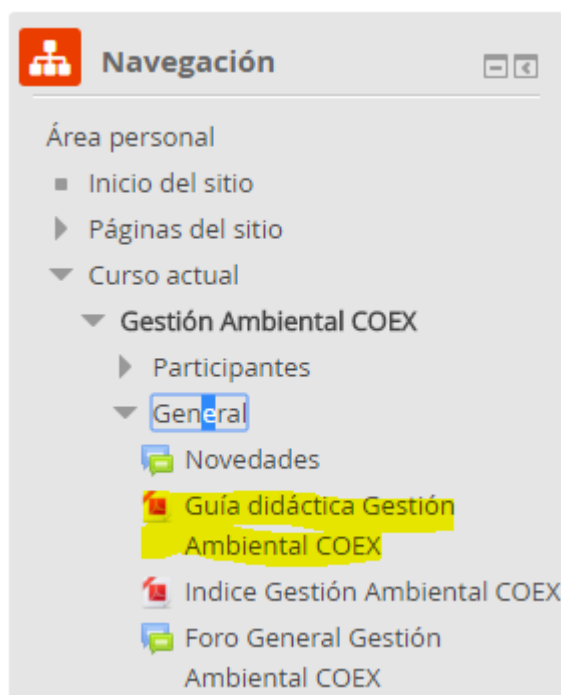 Navegación
Área personal
Inicio del sitio
Páginas del sitio
Curso actual
Gestión Ambiental COEX
Participantes
General
Novedades
Guía didáctica Gestión
Ambiental COEX
Indice Gestión Ambiental COEX
Foro General Gestión
Ambiental COEX